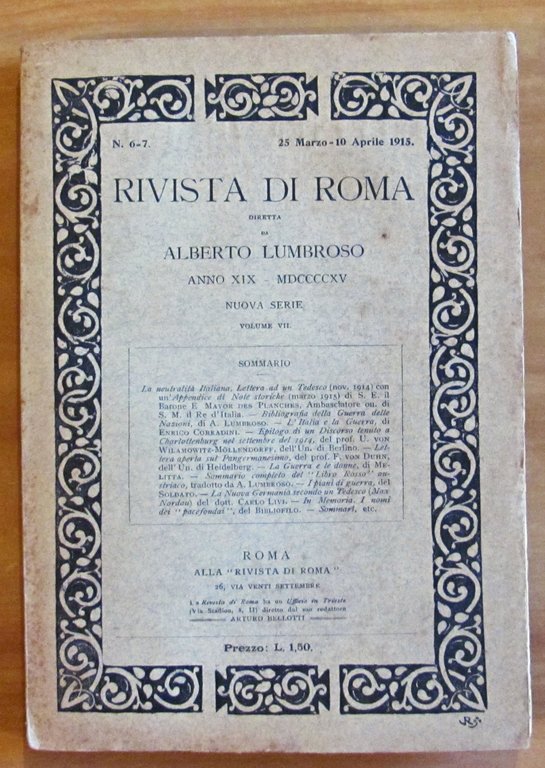 N. 6-7.
25 Marzo-10 Aprile 1915.
RIVISTA DI ROMA
DIRETTA
DA
ALBERTO LUMBROSO
ANNO XIX - MDCCCCXV
NUOVA SERIE
VOLUME VII.
SOMMARIO
La neutralità Italiana, Lettera ad un Tedesco (nov. 1914) con
un'Appendice di Note storiche (marzo 1915) di S. E. il
Barone E. MAYOR DES PLANCHES, Ambasciatore on. di
S. M. il Re d'Italia. — Bibliografia della Guerra delle
Nazioni, di A. LUMBROSO. — L'Italia e la Guerra, di
ENRICO CORRADINI. — Epilogo di un Discorso tenuto a
Charlottenburg nel settembre del 1914, del prof. U. VON
WILAMOWITZ-MÖLLENDORFF, dell'Un. di Berlino. — Let-
tera aperta sul Pangermanesimo, del prof. F. VON DUHN,
dell'Un. di Heidelberg. — La Guerra e le donne, di ME-
LITTA. — Sommario completo del "Libro Rosso" au-
striaco, tradotto da A. LUMBROSO. — I piani di guerra, del
SOLDATO. — La Nuova Germania secondo un Tedesco (Max
Nordau) del dott. CARLO LIVI. — In Memoria. I nomi
dei "pacefondai", del BIBLIOFILO. — Sommari, etc.
ROMA
ALLA "RIVISTA DI ROMA"
26, VIA VENTI SETTEMBRE
La Rivista di Roma ha un Ufficio in Trieste
(Via Stadion, 8, II) diretto dal suo redattore
ARTURO BELLOTTI
Prezzo: L. 1,50.